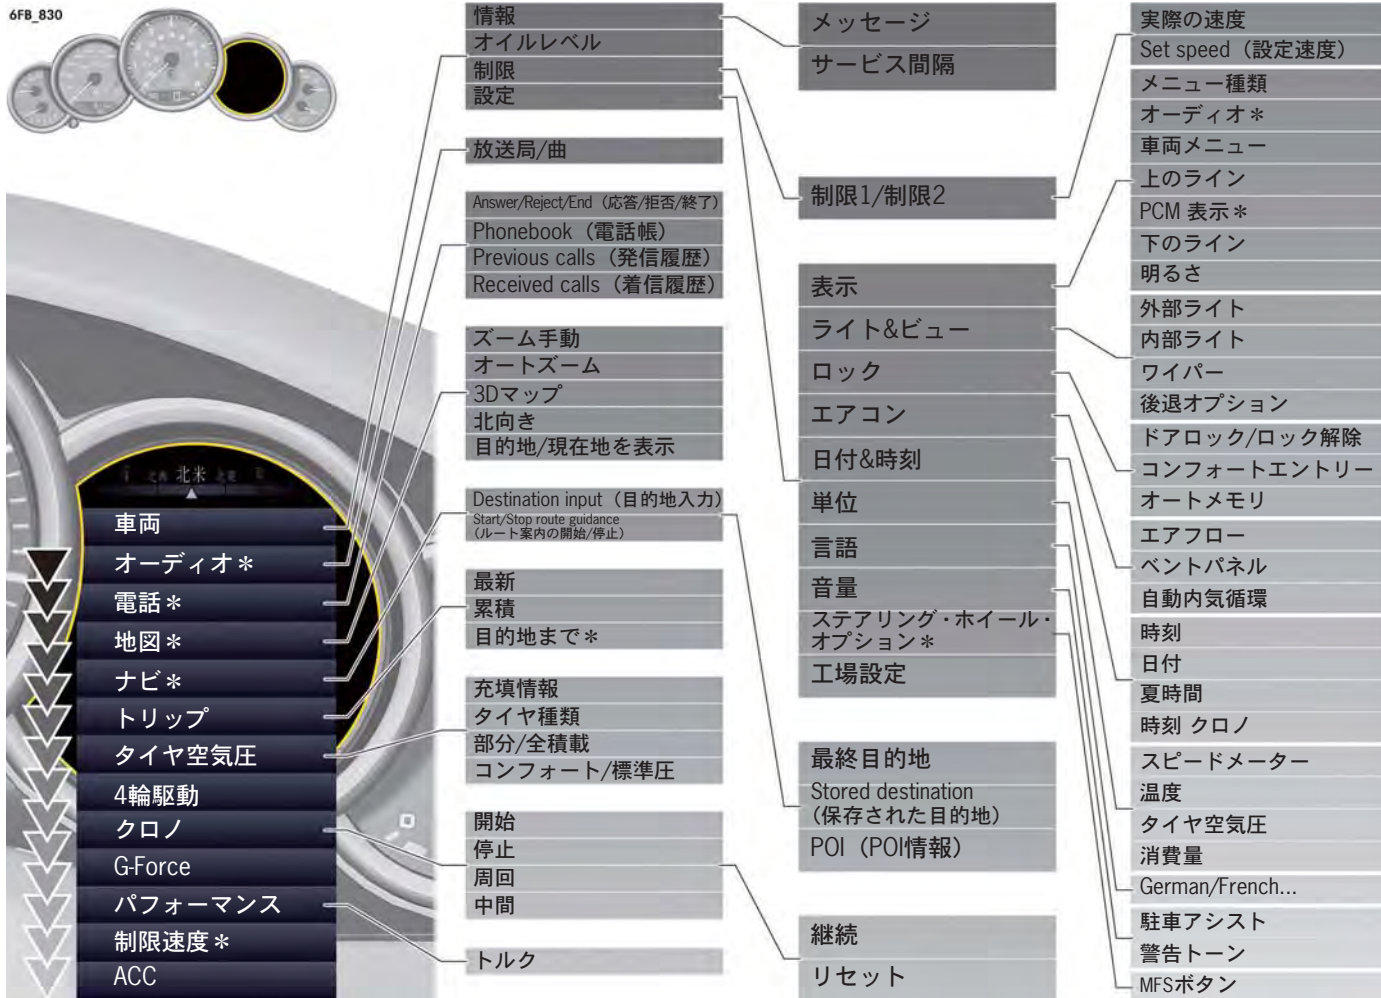 6FB_830
北米
車両
オーディオ＊
電話＊
地図＊
ナビ＊
トリップ
タイヤ空気圧
4輪駆動
クロノ
G-Force
パフォーマンス
制限速度＊
ACC
情報
オイルレベル
制限
設定
放送局/曲
Answer/Reject/End（応答/拒否/終了）
Phonebook（電話帳）
Previous calls（発信履歴）
Received calls（着信履歴）
ズーム手動
オートズーム
3Dマップ
北向き
目的地/現在地を表示
Destination input（目的地入力）
Start/Stop route guidance
（ルート案内の開始/停止）
最新
累積
目的地まで＊
充填情報
タイヤ種類
部分/全積載
コンフォート/標準圧
開始
停止
周回
中間
トルク
メッセージ
サービス間隔
制限1/制限2
表示
ライト&ビュー
ロック
エアコン
日付&時刻
単位
言語
音量
ステアリング・ホイール・
オプション＊
工場設定
最終目的地
Stored destination
（保存された目的地）
POI（POI情報）
継続
リセット
実際の速度
Set speed（設定速度）
メニュー種類
オーディオ＊
車両メニュー
上のライン
PCM 表示＊
下のライン
明るさ
外部ライト
内部ライト
ワイパー
後退オプション
ドアロック/ロック解除
コンフォートエントリー
オートメモリ
エアフロー
ベントパネル
自動内気循環
時刻
日付
夏時間
時刻 クロノ
スピードメーター
温度
タイヤ空気圧
消費量
German/French...
駐車アシスト
警告トーン
MFSボタン